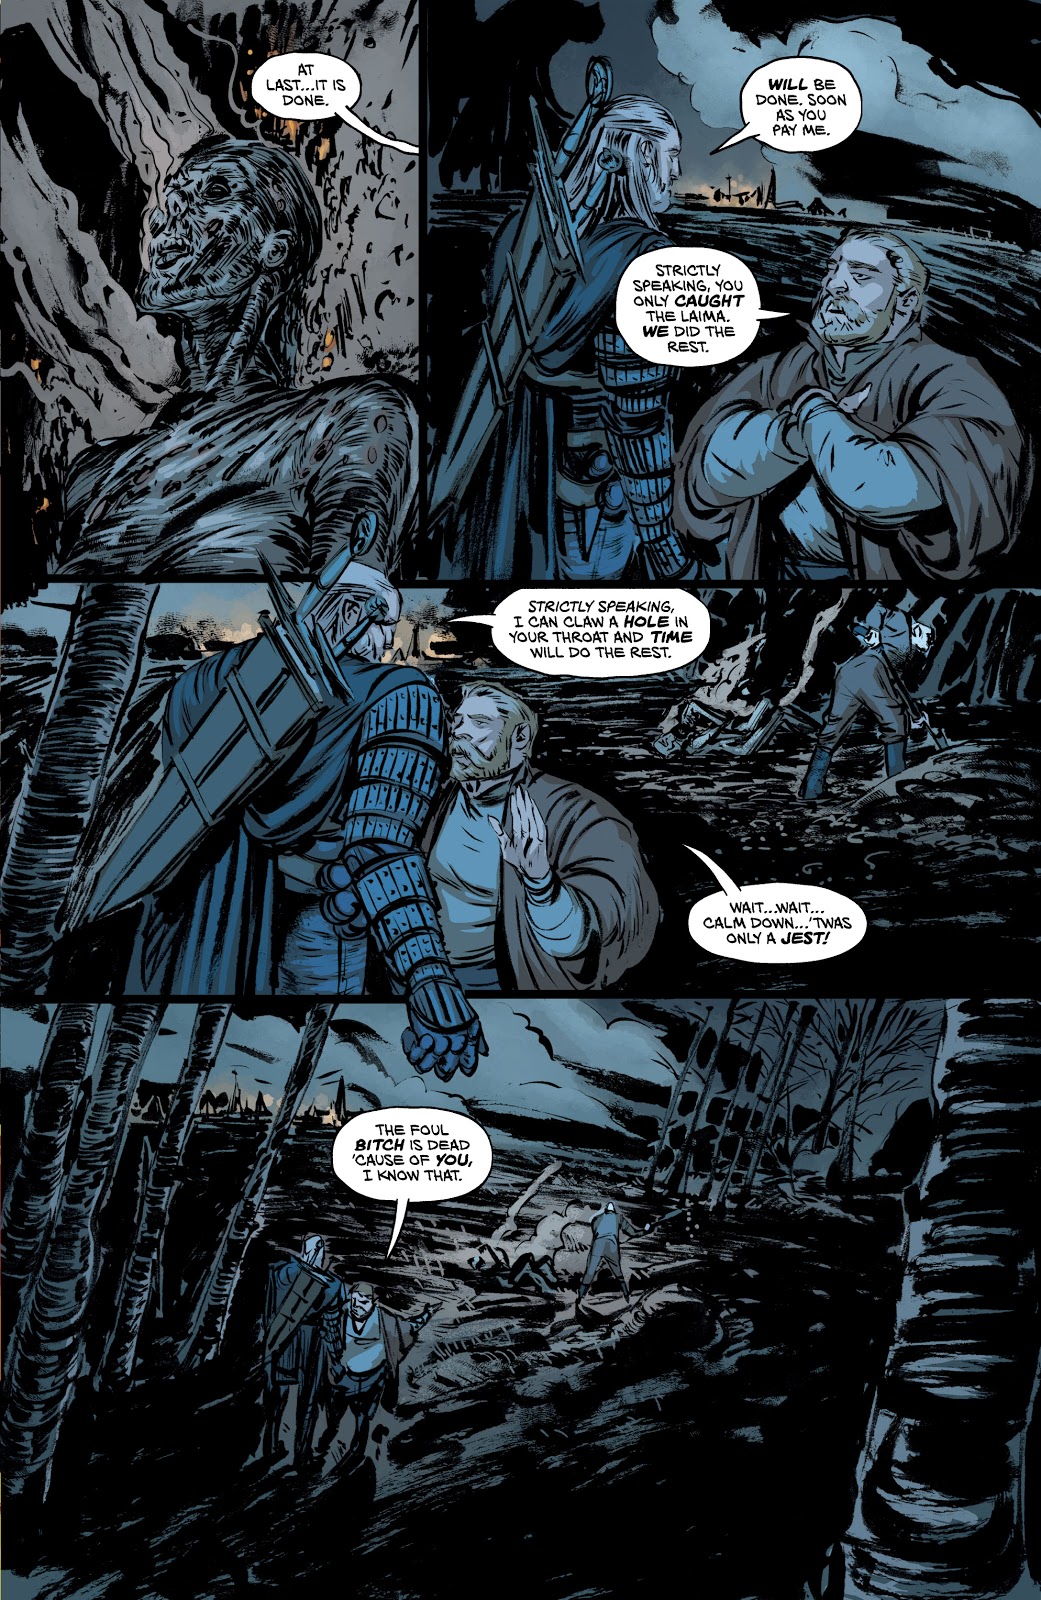 AT
LAST...IT IS
DONE.
WILL BE
DONE. SOON
AS YOU
PAY ME.
STRICTLY
SPEAKING, YOU
ONLY CAUGHT
THE LAIMA.
WE DID THE
REST.
STRICTLY SPEAKING,
I CAN CLAW A HOLE IN
YOUR THROAT AND TIME
WILL DO THE REST.
WAIT...WAIT...
CALM DOWN...'TWAS
ONLY A JEST!
THE FOUL
BITCH IS DEAD
'CAUSE OF YOU,
I KNOW THAT.